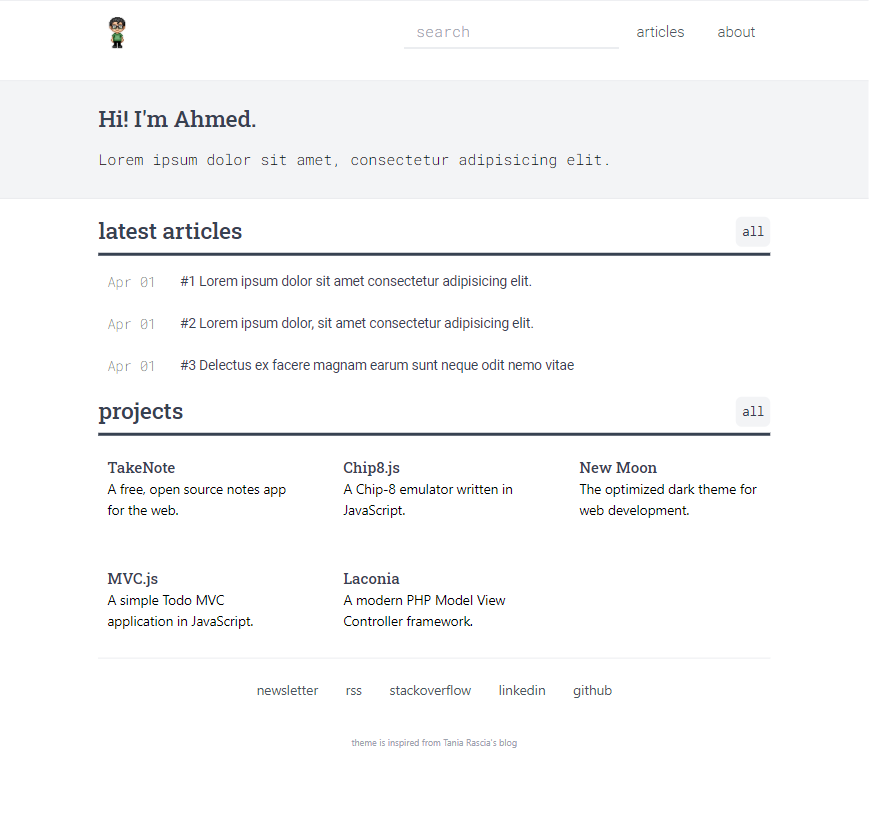 search articles about
Hi! I'm Ahmed.
Lorem ipsum dolor sit amet, consectetur adipisicing elit.
latest articles all
Apr 01 #1 Lorem ipsum dolor sit amet consectetur adipisicing elit.
Apr 01 #2 Lorem ipsum dolor, sit amet consectetur adipisicing elit.
Apr 01 #3 Delectus ex facere magnam earum sunt neque odit nemo vitae
projects all
TakeNote
A free, open source notes app
for the web.
Chip8.js
A Chip-8 emulator written in
JavaScript.
New Moon
The optimized dark theme for
web development.
MVC.js
A simple Todo MVC
application in JavaScript.
Laconia
A modern PHP Model View
Controller framework.
newsletter rss stackoverflow linkedin github
theme is inspired from Tania Rascia's blog